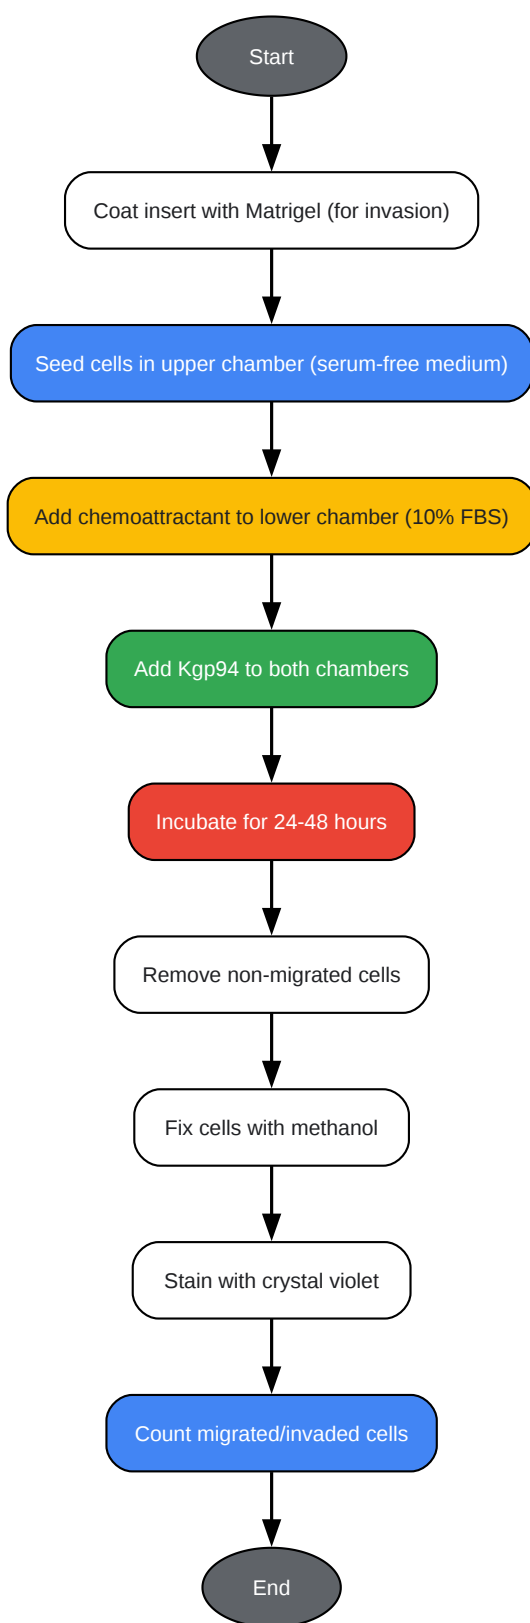 Start
Coat insert with Matrigel (for invasion)
Seed cells in upper chamber (serum-free medium)
Add chemoattractant to lower chamber (10% FBS)
Add Kgp94 to both chambers
Incubate for 24-48 hours
Remove non-migrated cells
Fix cells with methanol
Stain with crystal violet
Count migrated/invaded cells
End